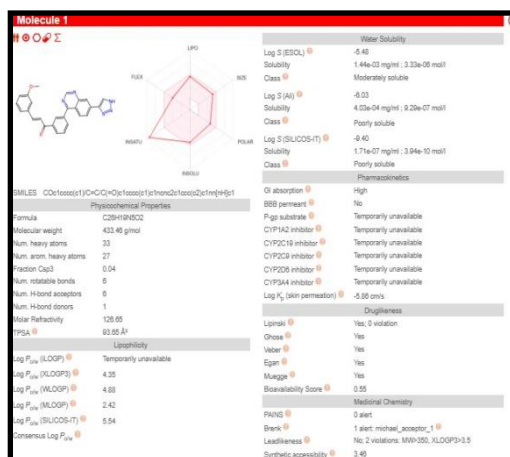 Molecule 1
LIPO
FLEX
SIZE
INSATU
POLAR
INSOLU
SMILES COc1cccc(c1)/C=C/C(=O)c1cccc(c1)c1ncnc2c1ccc(c2)c1nn[nH]c1
Physicochemical Properties
Formula C26H19N5O2
Molecular weight 433.46 g/mol
Num. heavy atoms 33
Num. arom. heavy atoms 27
Fraction Csp3 0.04
Num. rotatable bonds 6
Num. H-bond acceptors 6
Num. H-bond donors 1
Molar Refractivity 126.65
TPSA 93.65 Å²
Lipophilicity
Log Po/w (iLOGP) Temporarily unavailable
Log Po/w (XLOGP3) 4.35
Log Po/w (WLOGP) 4.88
Log Po/w (MLOGP) 2.42
Log Po/w (SILICOS-IT) 5.54
Consensus Log Po/w
Water Solubility
Log S (ESOL) -5.48
Solubility 1.44e-03 mg/ml ; 3.33e-06 mol/l
Class Moderately soluble
Log S (Ali) -6.03
Solubility 4.03e-04 mg/ml ; 9.29e-07 mol/l
Class Poorly soluble
Log S (SILICOS-IT) -9.40
Solubility 1.71e-07 mg/ml ; 3.94e-10 mol/l
Class Poorly soluble
Pharmacokinetics
GI absorption High
BBB permeant No
P-gp substrate Temporarily unavailable
CYP1A2 inhibitor Temporarily unavailable
CYP2C19 inhibitor Temporarily unavailable
CYP2C9 inhibitor Temporarily unavailable
CYP2D6 inhibitor Temporarily unavailable
CYP3A4 inhibitor Temporarily unavailable
Log Kp (skin permeation) -5.86 cm/s
Druglikeness
Lipinski Yes; 0 violation
Ghose Yes
Veber Yes
Egan Yes
Muegge Yes
Bioavailability Score 0.55
Medicinal Chemistry
PAINS 0 alert
Brenk 1 alert: michael_acceptor_1
Leadlikeness No; 2 violations: MW>350, XLOGP3>3.5
Synthetic accessibility 3.46